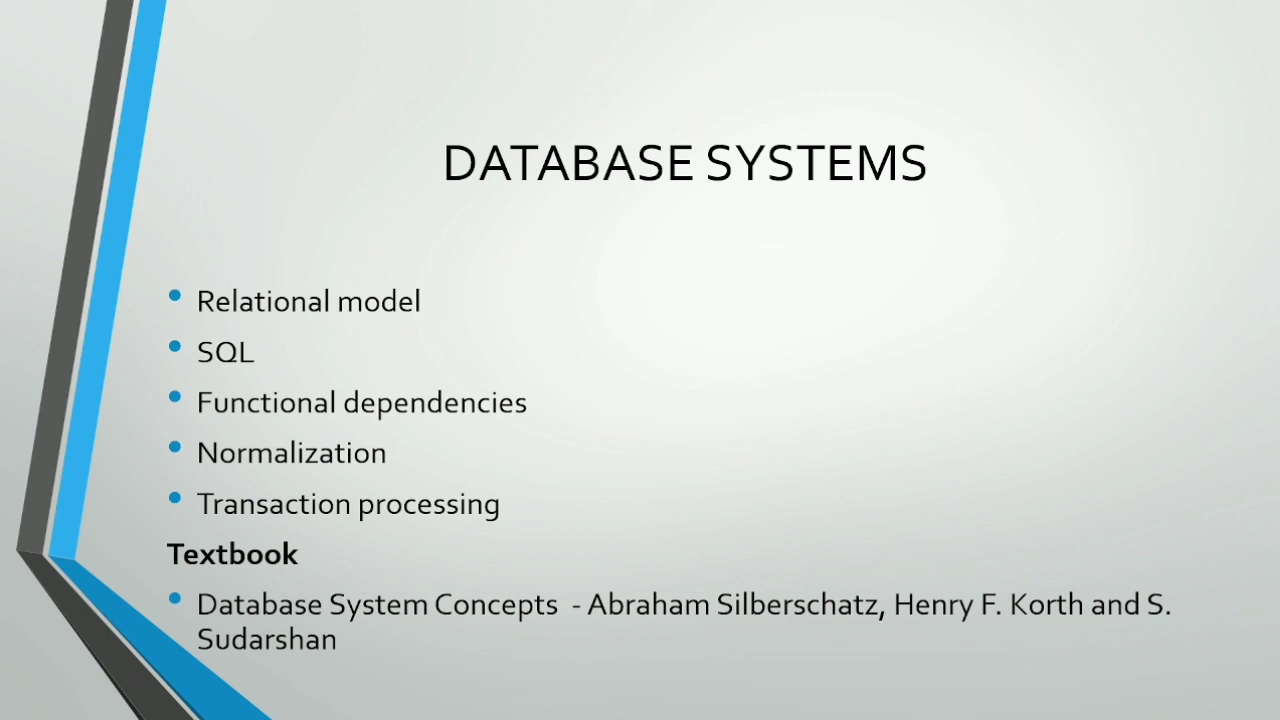 DATABASE SYSTEMS
• Relational model
• SQL
• Functional dependencies
• Normalization
• Transaction processing
Textbook
• Database System Concepts - Abraham Silberschatz, Henry F. Korth and S.
Sudarshan